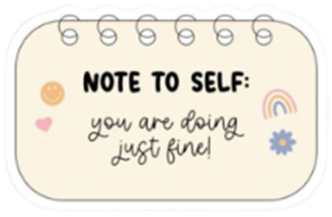 NOTE TO SELF:
you are doing
just fine!